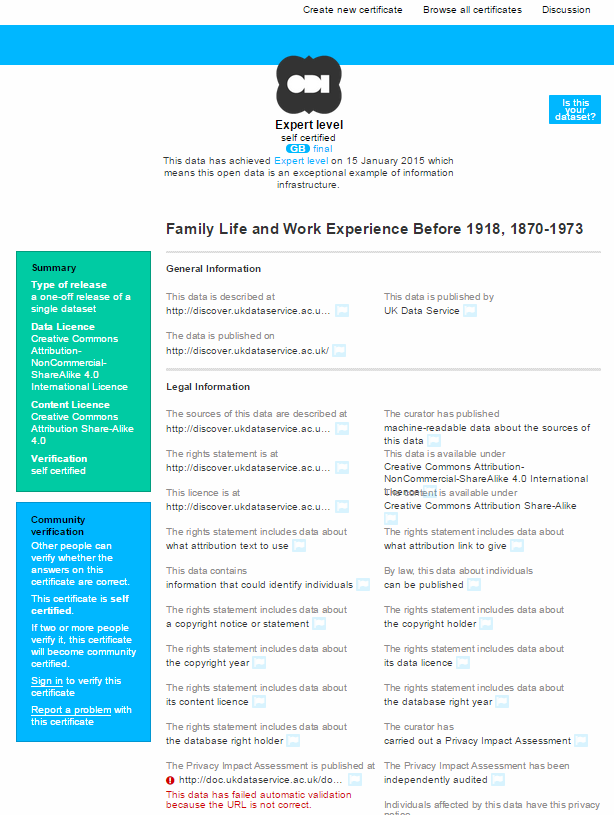 Create new certificate Browse all certificates Discussion
ODI
Is this
your
dataset?
Expert level
self certified
GB final
This data has achieved Expert level on 15 January 2015 which
means this open data is an exceptional example of information
infrastructure.
Family Life and Work Experience Before 1918, 1870-1973
Summary
Type of release
a one-off release of a
single dataset
Data Licence
Creative Commons
Attribution-
NonCommercial-
ShareAlike 4.0
International Licence
Content Licence
Creative Commons
Attribution Share-Alike
4.0
Verification
self certified
Community
verification
Other people can
verify whether the
answers on this
certificate are correct.
This certificate is self
certified.
If two or more people
verify it, this certificate
will become community
certified.
Sign in to verify this
certificate
Report a problem with
this certificate
General Information
This data is described at
http://discover.ukdataservice.ac.u...
This data is published by
UK Data Service
The data is published on
http://discover.ukdataservice.ac.uk/
Legal Information
The sources of this data are described at
http://discover.ukdataservice.ac.u...
The curator has published
machine-readable data about the sources of
this data
The rights statement is at
http://discover.ukdataservice.ac.u...
This data is available under
Creative Commons Attribution-
NonCommercial-ShareAlike 4.0 International
Licence
This licence is at
http://discover.ukdataservice.ac.u...
The content is available under
Creative Commons Attribution Share-Alike
The rights statement includes data about
what attribution text to use
The rights statement includes data about
what attribution link to give
This data contains
information that could identify individuals
By law, this data about individuals
can be published
The rights statement includes data about
a copyright notice or statement
The rights statement includes data about
the copyright holder
The rights statement includes data about
the copyright year
The rights statement includes data about
its data licence
The rights statement includes data about
its content licence
The rights statement includes data about
the database right year
The rights statement includes data about
the database right holder
The curator has
carried out a Privacy Impact Assessment
The Privacy Impact Assessment is published at
http://doc.ukdataservice.ac.uk/do...
This data has failed automatic validation
because the URL is not correct.
The Privacy Impact Assessment has been
independently audited
Individuals affected by this data have this privacy
notice